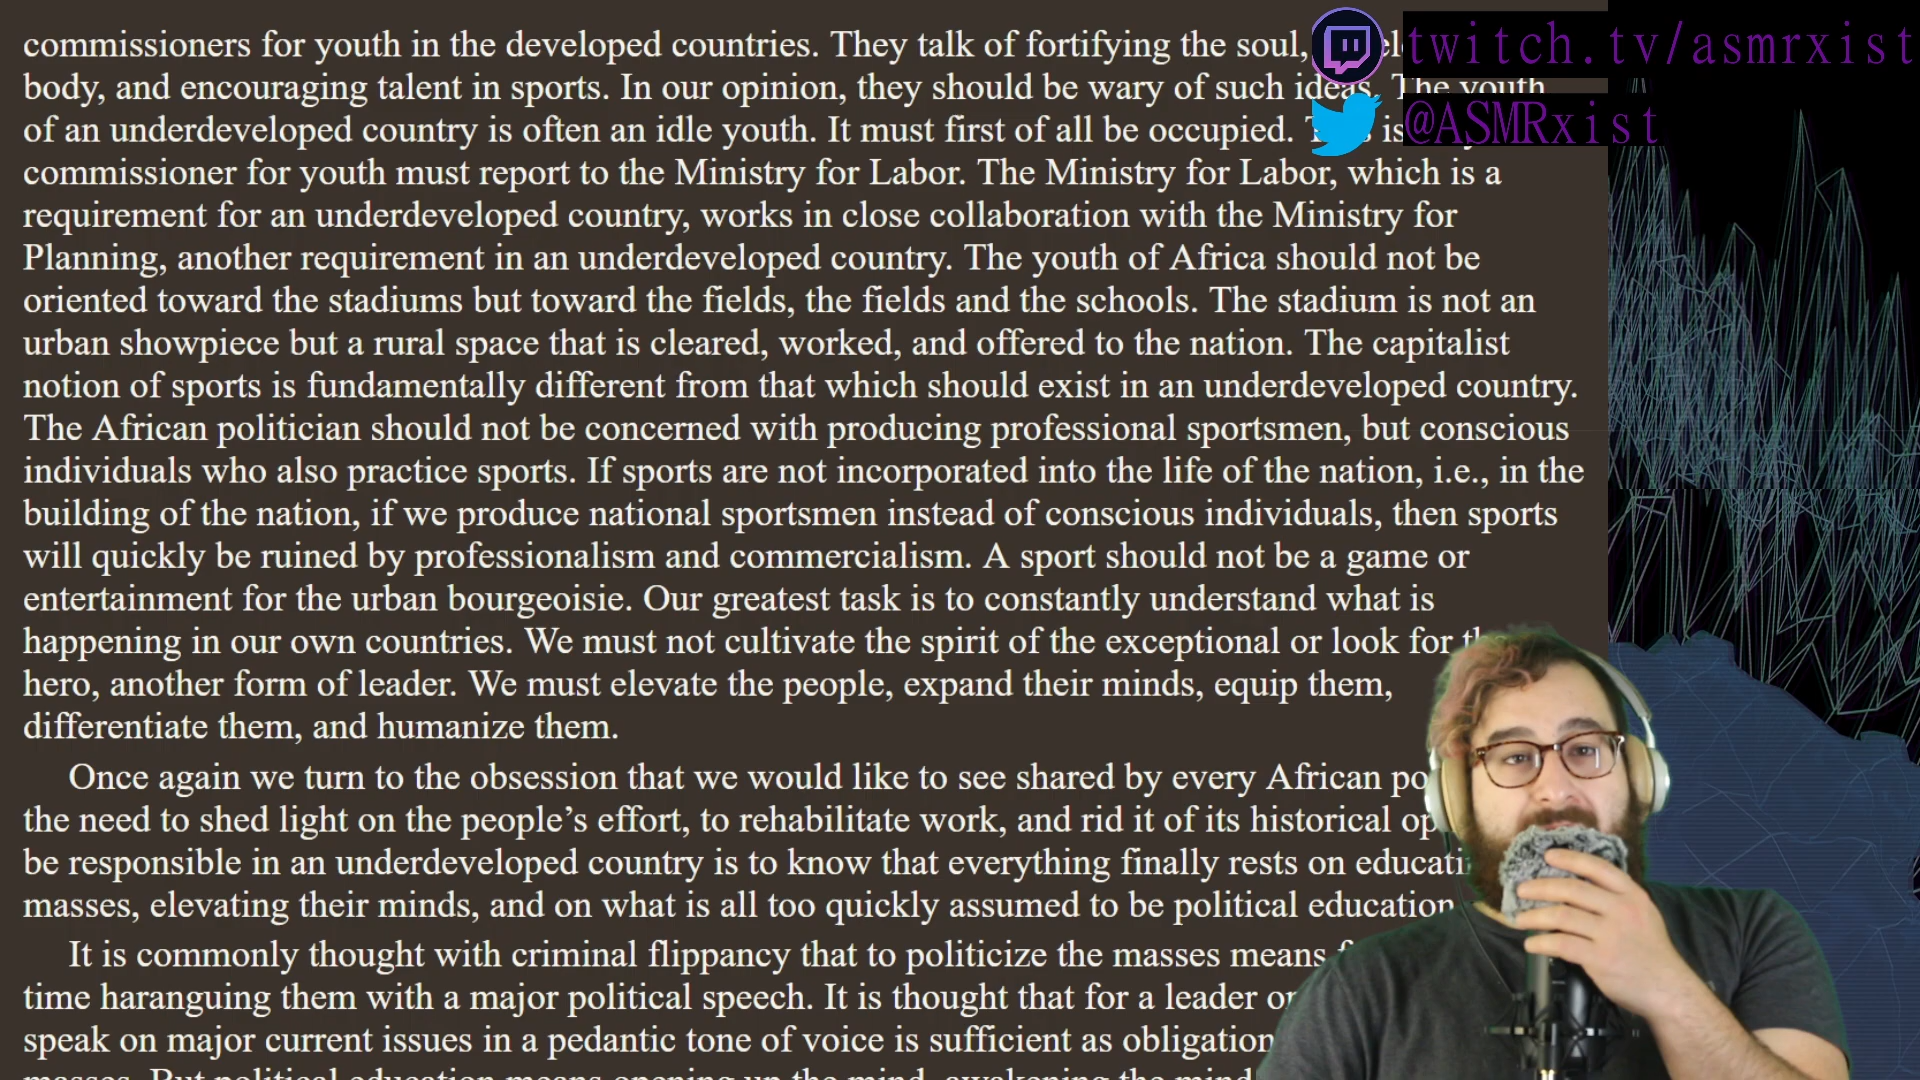 commissioners for youth in the developed countries. They talk of fortifying the soul,
twitch.tv/asmrxist
body, and encouraging talent in sports. In our opinion, they should be wary of such ideas. The youth
of an underdeveloped country is often an idle youth. It must first of all be occupied. is
@ASMRxist
commissioner for youth must report to the Ministry for Labor. The Ministry for Labor, which is a
requirement for an underdeveloped country, works in close collaboration with the Ministry for
Planning, another requirement in an underdeveloped country. The youth of Africa should not be
oriented toward the stadiums but toward the fields, the fields and the schools. The stadium is not an
urban showpiece but a rural space that is cleared, worked, and offered to the nation. The capitalist
notion of sports is fundamentally different from that which should exist in an underdeveloped country.
The African politician should not be concerned with producing professional sportsmen, but conscious
individuals who also practice sports. If sports are not incorporated into the life of the nation, i.e., in the
building of the nation, if we produce national sportsmen instead of conscious individuals, then sports
will quickly be ruined by professionalism and commercialism. A sport should not be a game or
entertainment for the urban bourgeoisie. Our greatest task is to constantly understand what is
happening in our own countries. We must not cultivate the spirit of the exceptional or look for
hero, another form of leader. We must elevate the people, expand their minds, equip them,
differentiate them, and humanize them.
Once again we turn to the obsession that we would like to see shared by every African
the need to shed light on the people’s effort, to rehabilitate work, and rid it of its historical
be responsible in an underdeveloped country is to know that everything finally rests on
masses, elevating their minds, and on what is all too quickly assumed to be political education
It is commonly thought with criminal flippancy that to politicize the masses means
time haranguing them with a major political speech. It is thought that for a leader
speak on major current issues in a pedantic tone of voice is sufficient as obligation
masses. But political education means opening up the mind, awakening the mind